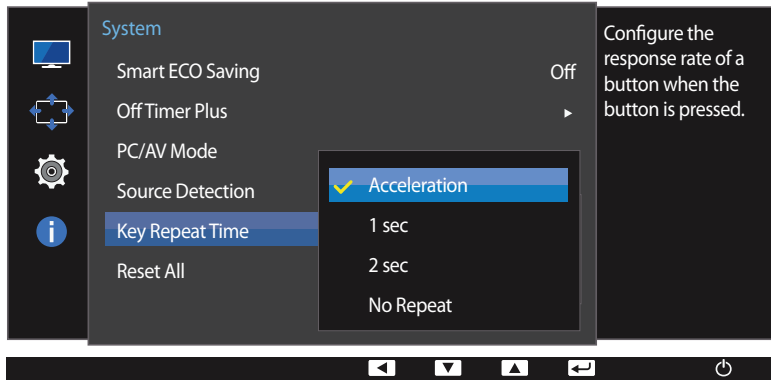 System
Smart ECO Saving Off
Off Timer Plus
PC/AV Mode
Source Detection
Key Repeat Time
Reset All
Acceleration
1 sec
2 sec
No Repeat
Configure the
response rate of a
button when the
button is pressed.